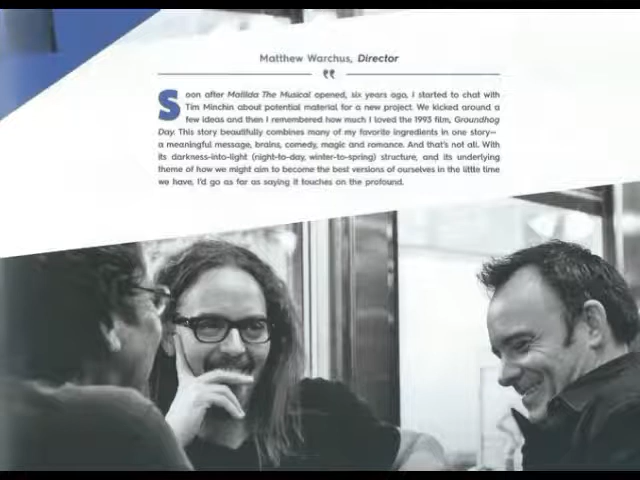 Matthew Warchus, Director
"
Soon after Matilda The Musical opened, six years ago, I started to chat with
Tim Minchin about potential material for a new project. We kicked around a
few ideas and then I remembered how much I loved the 1993 film, Groundhog
Day. This story beautifully combines many of my favorite ingredients in one story—
a meaningful message, brains, comedy, magic and romance. And that's not all. With
its darkness-into-light (night-to-day, winter-to-spring) structure, and its underlying
theme of how we might aim to become the best versions of ourselves in the little time
we have, I'd go as far as saying it touches on the profound.